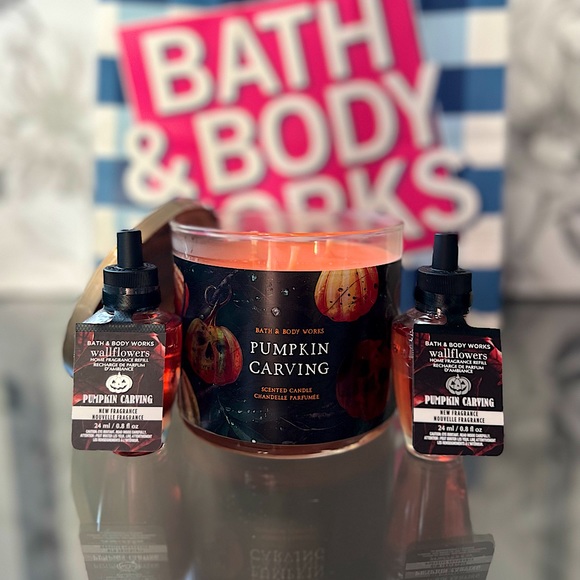 BATH
& BODY
WORKS
BATH & BODY WORKS
PUMPKIN
CARVING
SCENTED CANDLE
CHANDELLE PARFUMÉE
BATH & BODY WORKS
wallflowers
HOME FRAGRANCE REFILL
RECHARGE DE PARFUM
D'AMBIANCE
PUMPKIN CARVING
NEW FRAGRANCE
NOUVELLE FRAGRANCE
24 ml / 0.8 fl oz
BATH & BODY WORKS
wallflowers
HOME FRAGRANCE REFILL
RECHARGE DE PARFUM
D'AMBIANCE
PUMPKIN CARVING
NEW FRAGRANCE
NOUVELLE FRAGRANCE
24 ml / 0.8 fl oz